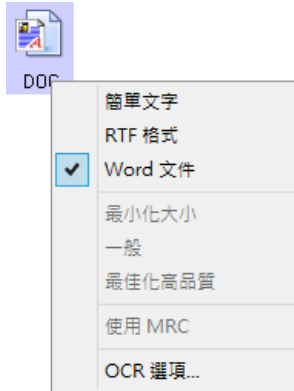 DOC
簡單文字
RTF 格式
Word 文件
最小化大小
一般
最佳化高品質
使用 MRC
OCR 選項...